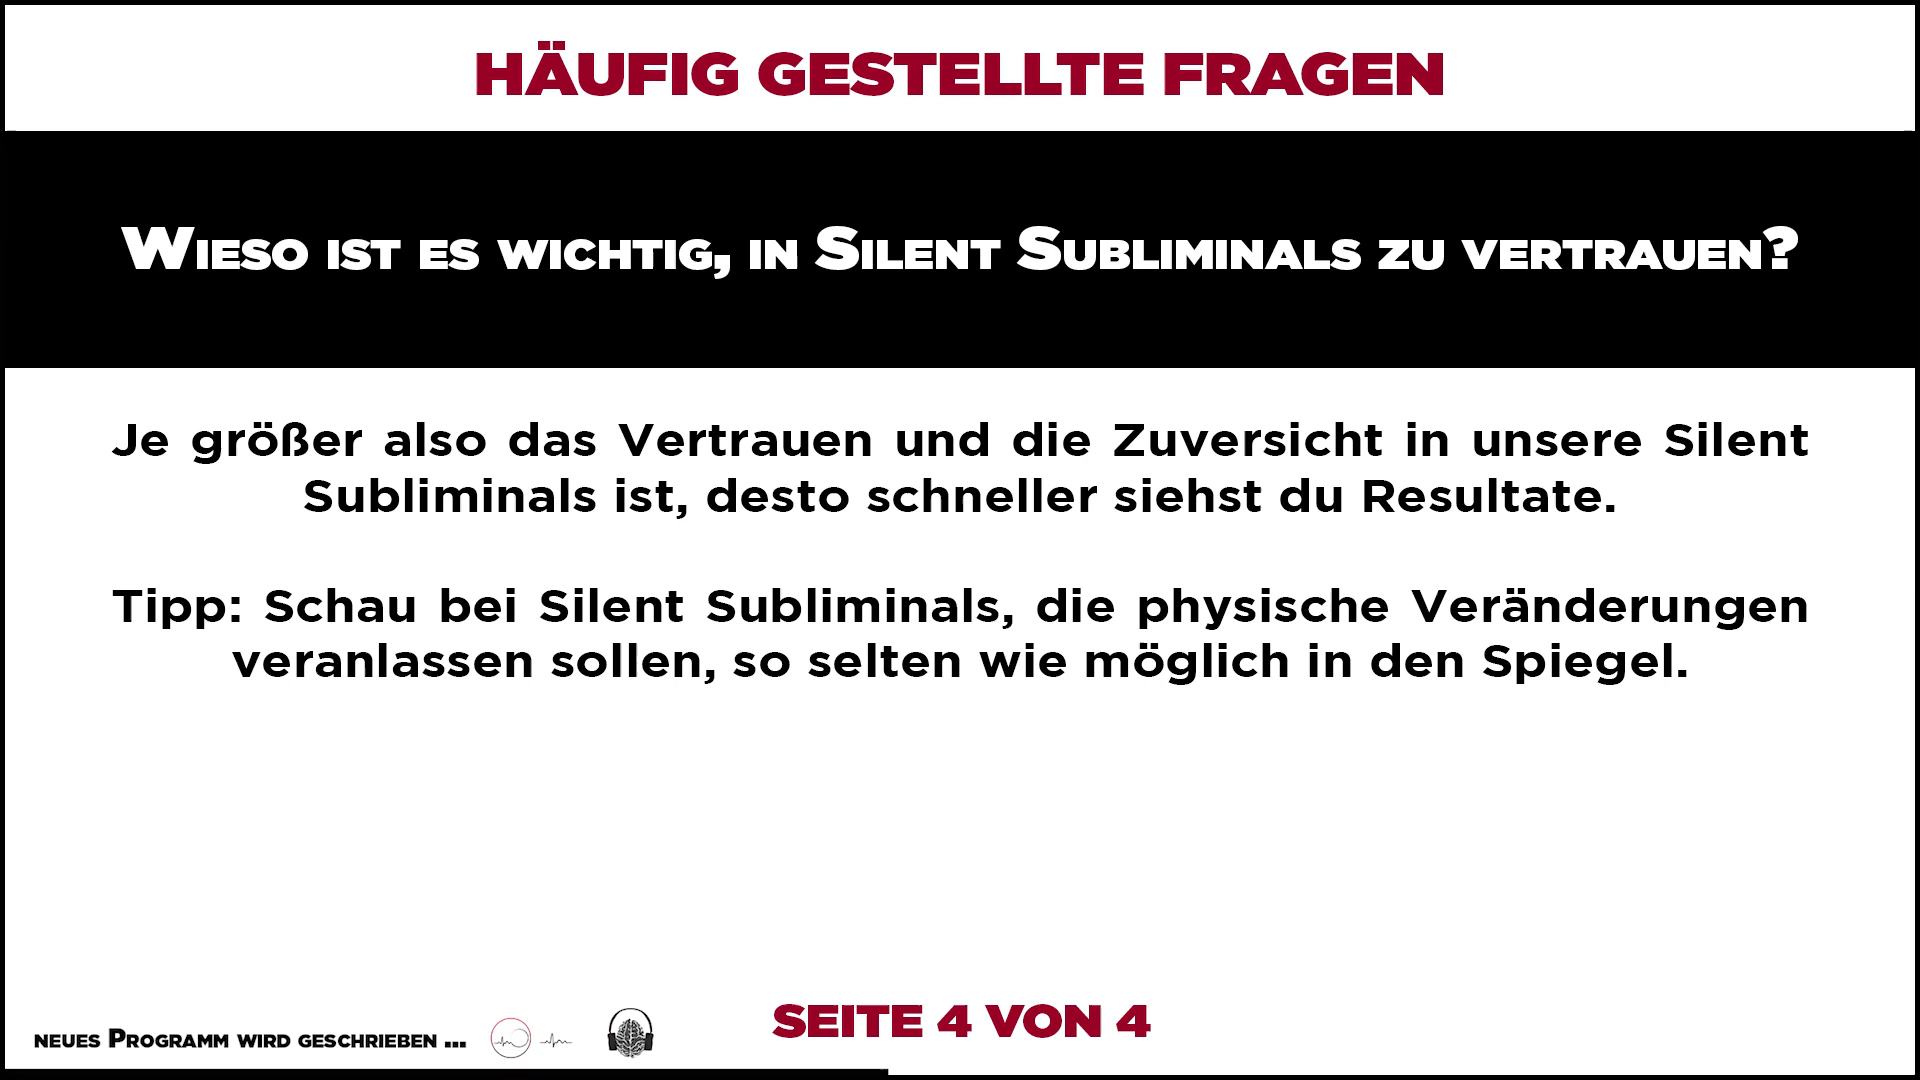 HÄUFIG GESTELLTE FRAGEN
Wieso ist es wichtig, in Silent Subliminals zu vertrauen?
Je größer also das Vertrauen und die Zuversicht in unsere Silent
Subliminals ist, desto schneller siehst du Resultate.
Tipp: Schau bei Silent Subliminals, die physische Veränderungen
veranlassen sollen, so selten wie möglich in den Spiegel.
SEITE 4 VON 4
neues Programm wird geschrieben ...